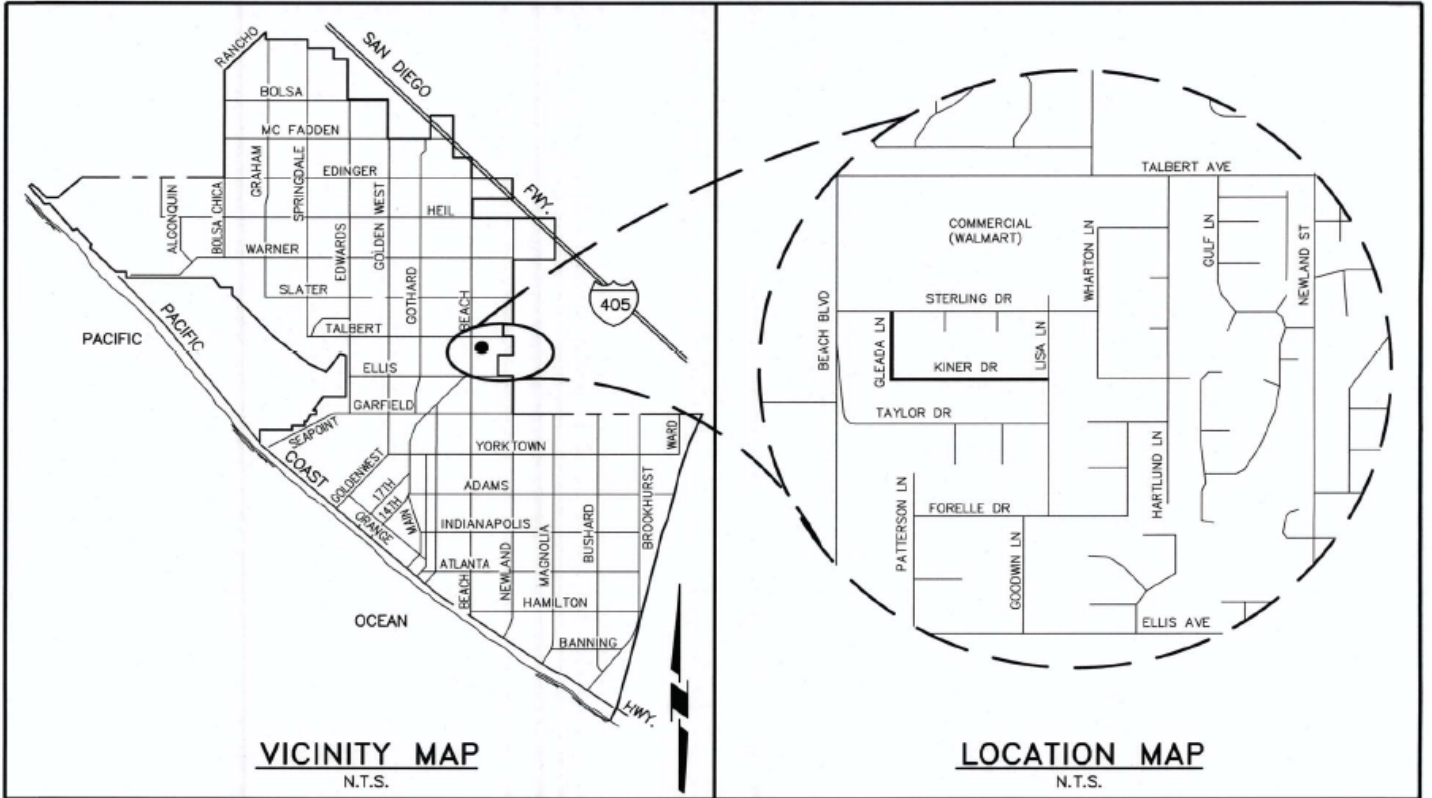 RANCHO
SAN DIEGO
FWY.
405
BOLSA
MC FADDEN
EDINGER
HEIL
WARNER
SLATER
TALBERT
ELLIS
GARFIELD
ALGONQUIN
BOLSA CHICA
GRAHAM
SPRINGDALE
EDWARDS
GOLDEN WEST
GOTHARD
BEACH
PACIFIC
PACIFIC
COAST
HWY.
OCEAN
SEAPOINT
GOLDENWEST
17TH
14TH
MAIN
ORANGE
YORKTOWN
WARD
ADAMS
INDIANAPOLIS
ATLANTA
HAMILTON
BANNING
BEACH
NEWLAND
MAGNOLIA
BUSHARD
BROOKHURST
VICINITY MAP
N.T.S.
TALBERT AVE
COMMERCIAL
(WALMART)
WHARTON LN
GULF LN
NEWLAND ST
BEACH BLVD
STERLING DR
GLEADA LN
KINER DR
LISA LN
TAYLOR DR
HARTLUND LN
PATTERSON LN
FORELLE DR
GOODWIN LN
ELLIS AVE
LOCATION MAP
N.T.S.